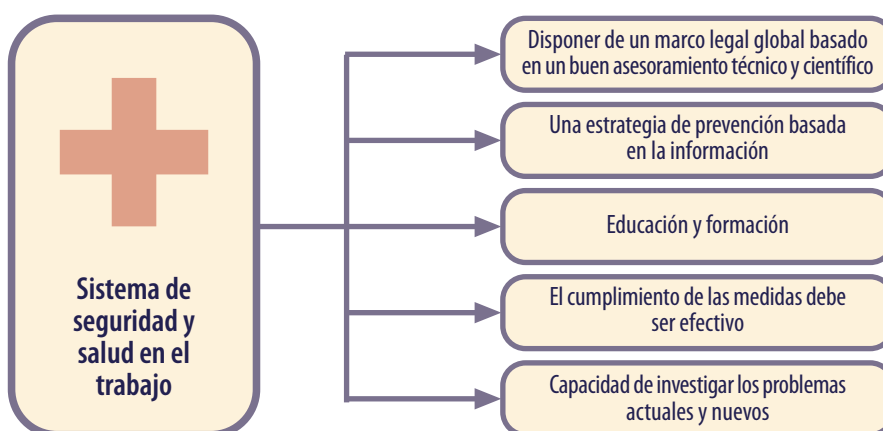 Sistema de
seguridad y
salud en el
trabajo
Disponer de un marco legal global basado
en un buen asesoramiento técnico y científico
Una estrategia de prevención basada
en la información
Educación y formación
El cumplimiento de las medidas debe
ser efectivo
Capacidad de investigar los problemas
actuales y nuevos